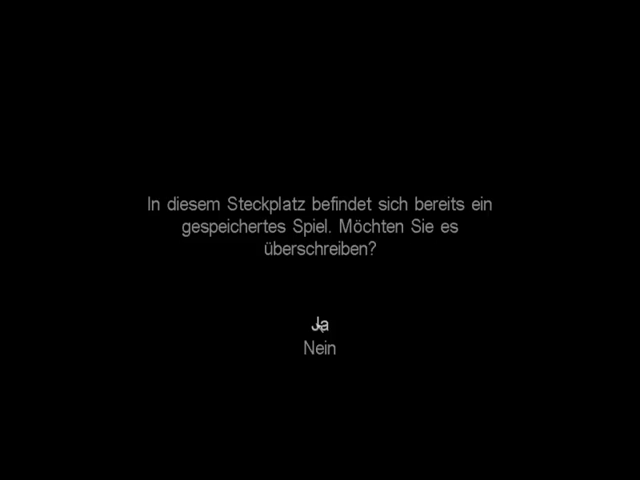 In diesem Steckplatz befindet sich bereits ein
gespeichertes Spiel. Möchten Sie es
überschreiben?
Ja
Nein